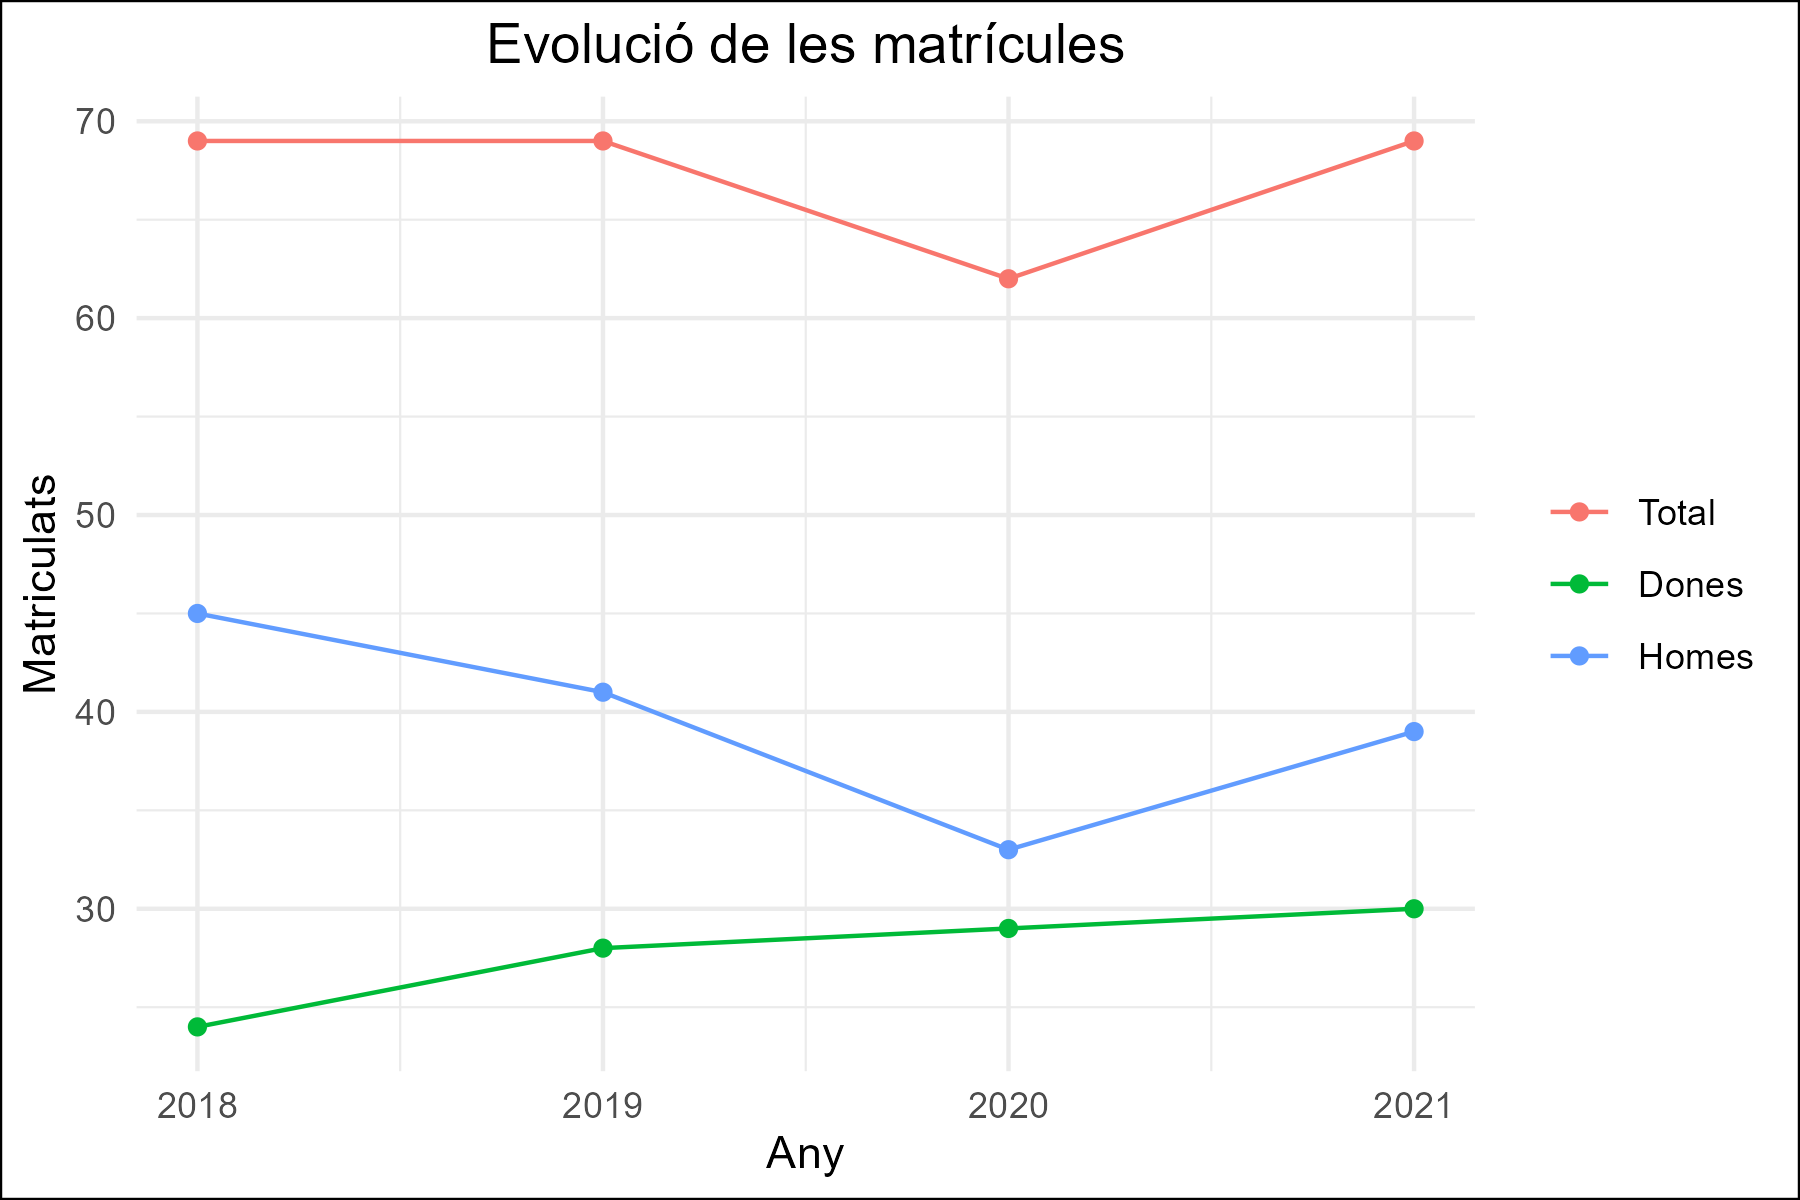 Evolució de les matrícules
Matriculats
70
60
50
40
30
2018 2019 2020 2021
Any
Total
Dones
Homes